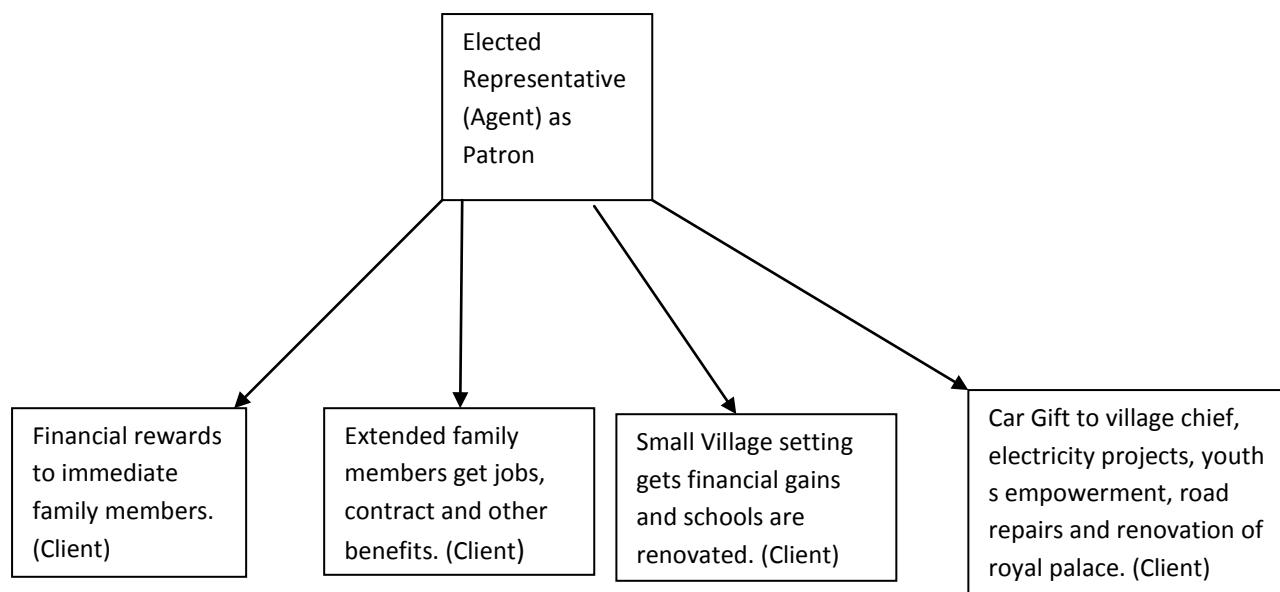 Elected
Representative
(Agent) as
Patron
Financial rewards
to immediate
family members.
(Client)
Extended family
members get jobs,
contract and other
benefits. (Client)
Small Village setting
gets financial gains
and schools are
renovated. (Client)
Car Gift to village chief,
electricity projects, youth
s empowerment, road
repairs and renovation of
royal palace. (Client)